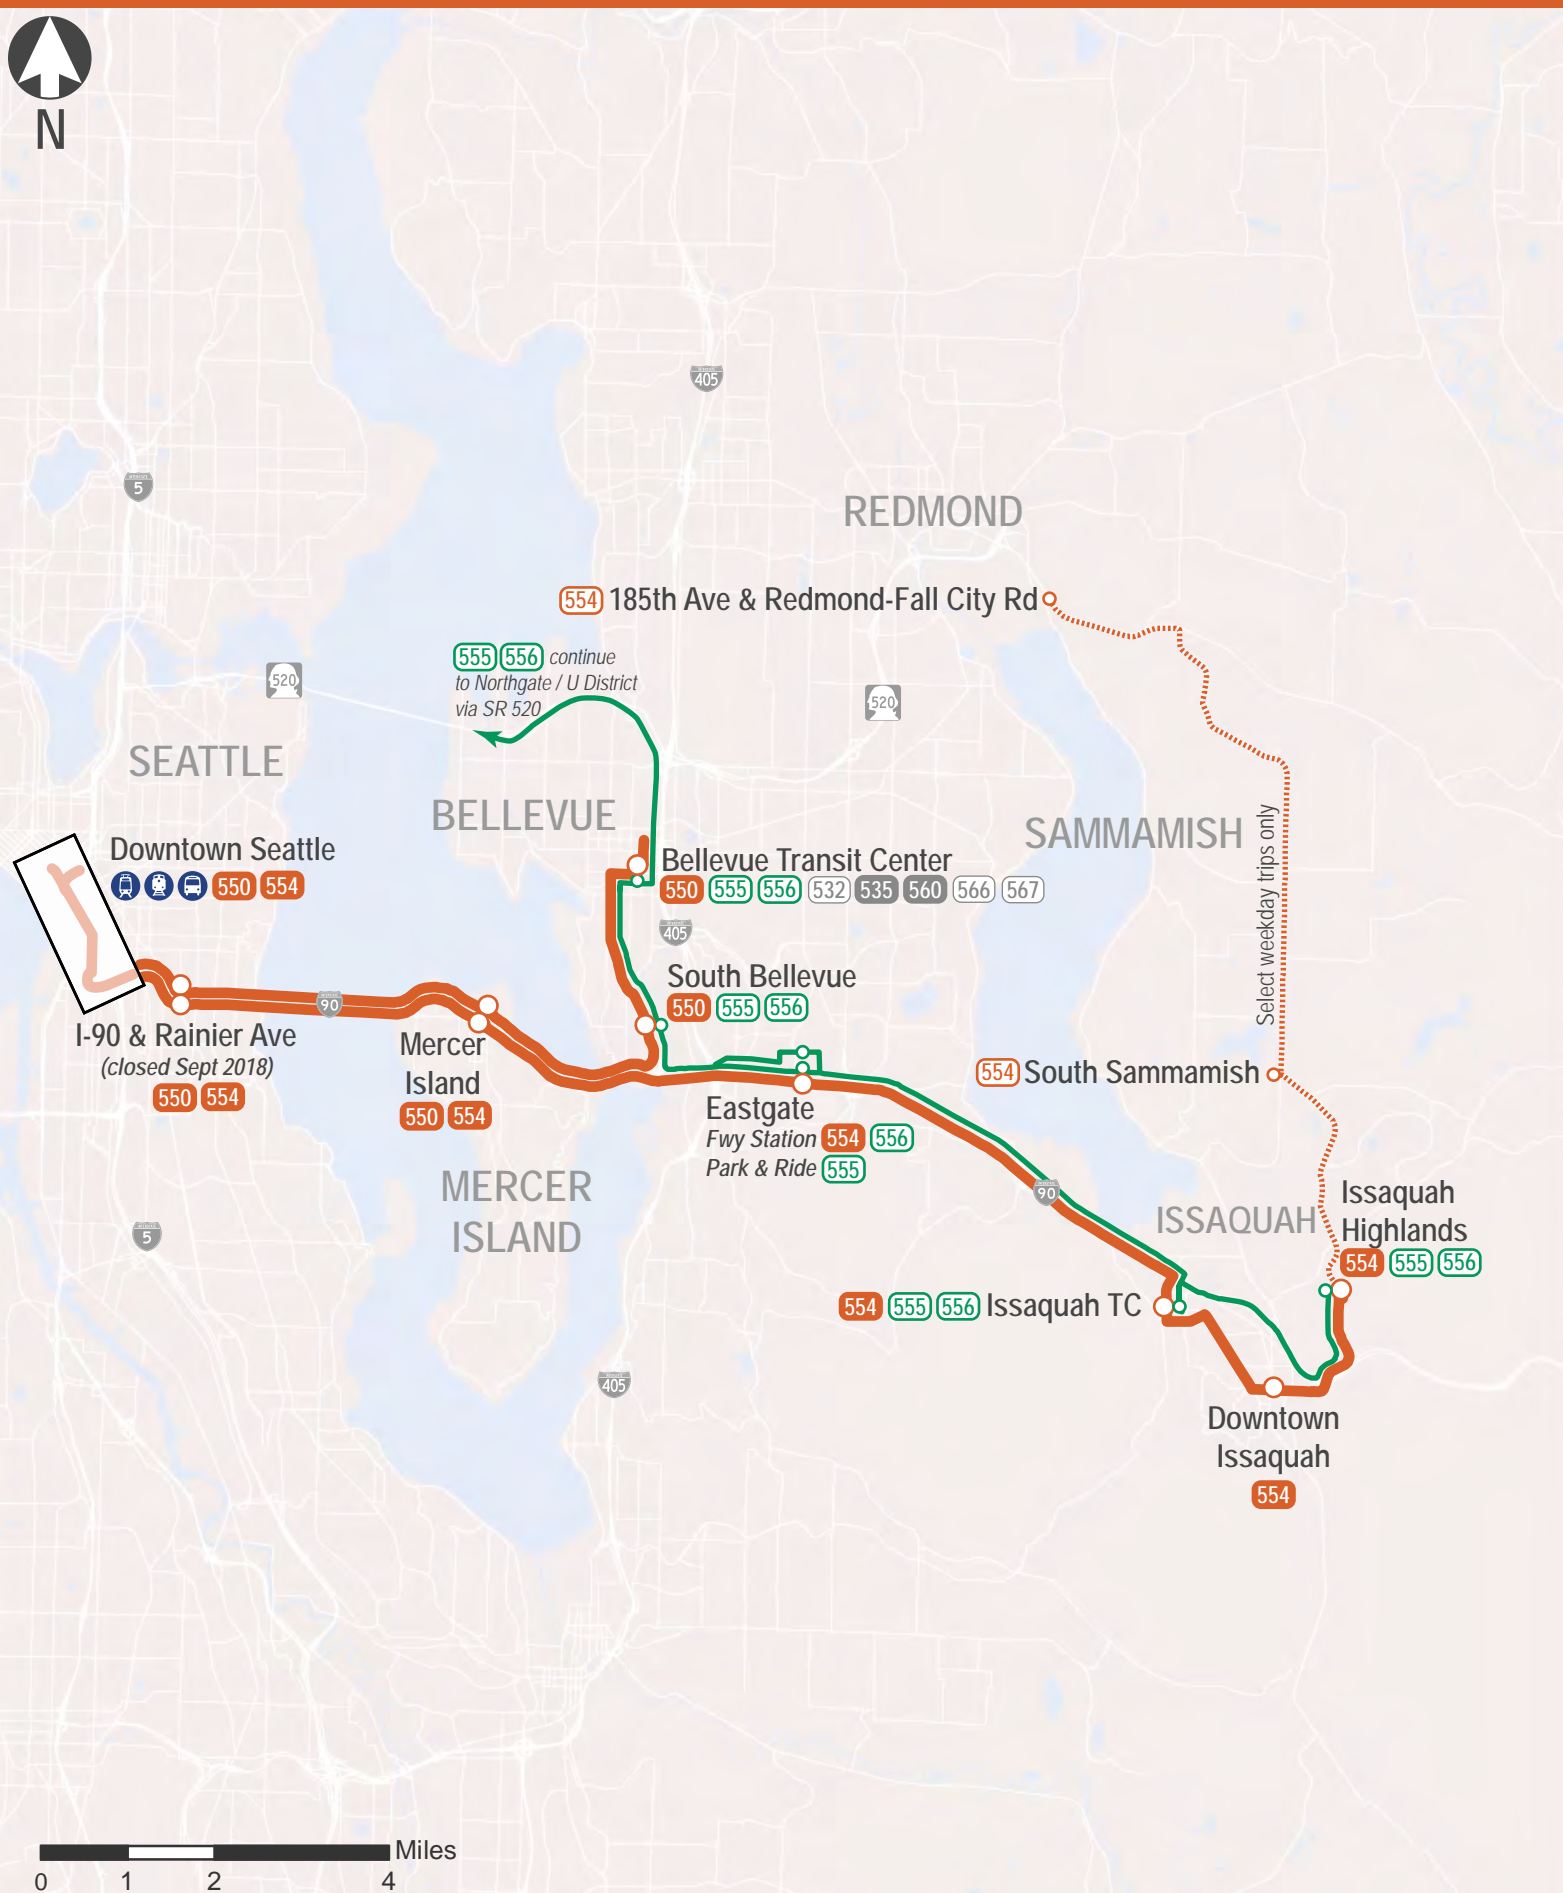 N
405
5
REDMOND
554 185th Ave & Redmond-Fall City Rd
555 556 continue
to Northgate / U District
via SR 520
520
520
SEATTLE
BELLEVUE
SAMMAMISH
Select weekday trips only
Downtown Seattle
550 554
Bellevue Transit Center
550 555 556 532 535 560 566 567
405
South Bellevue
550 555 556
90
I-90 & Rainier Ave
(closed Sept 2018)
550 554
Mercer
Island
550 554
554 South Sammamish
Eastgate
Fwy Station 554 556
Park & Ride 555
MERCER
ISLAND
90
ISSAQUAH
Issaquah
Highlands
554 555 556
5
554 555 556 Issaquah TC
405
Downtown
Issaquah
554
Miles
0 1 2 4